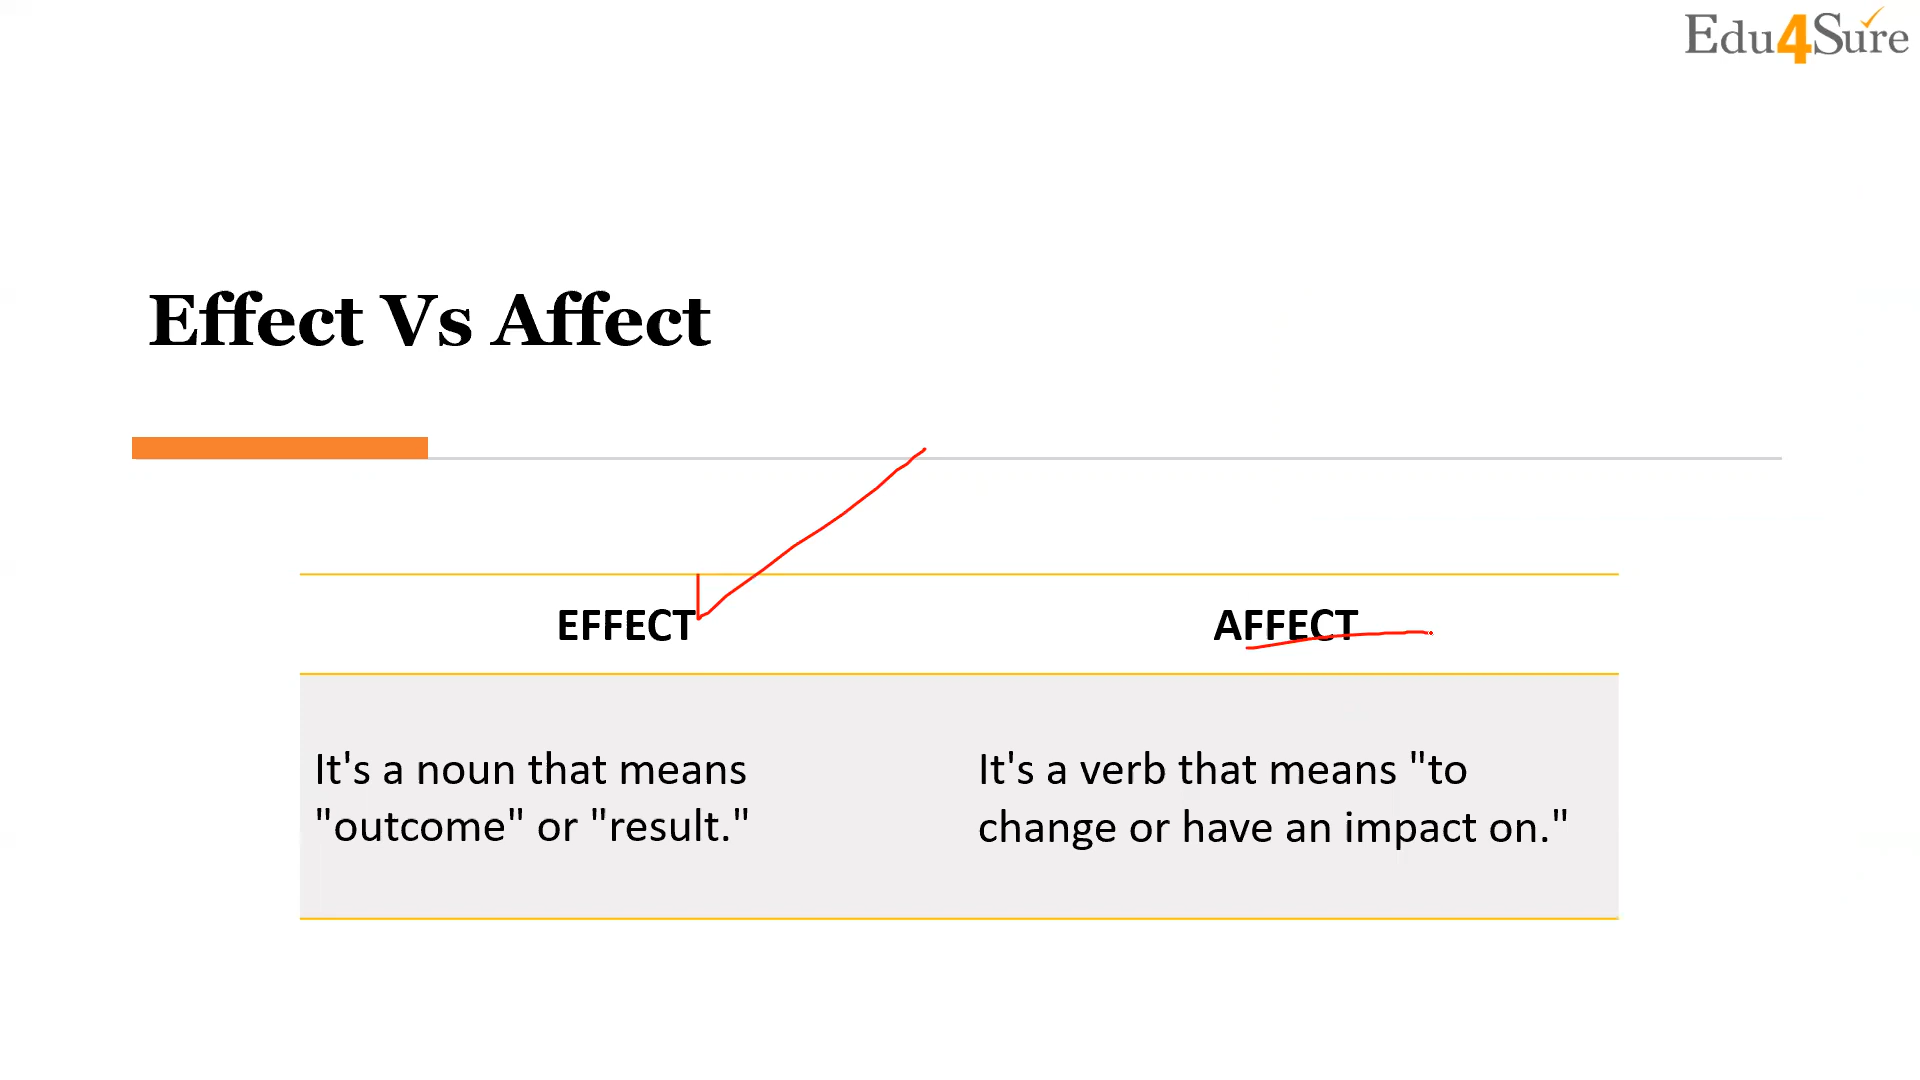 Edu4Sure
Effect Vs Affect
EFFECT
AFFECT
It's a noun that means
"outcome" or "result."
It's a verb that means "to
change or have an impact on."